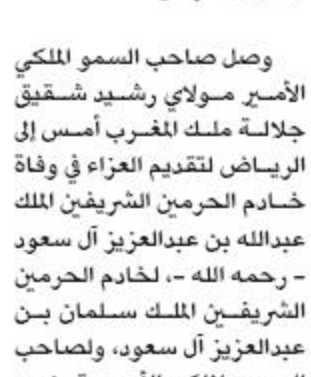 وصل صاحب السمو الملكي
الأمير مولاي رشيد شقيق
جلالة ملك المغرب أمس إلى
الرياض لتقديم العزاء في وفاة
خادم الحرمين الشريفين الملك
عبدالله بن عبدالعزيز آل سعود
- رحمه الله -، لخادم الحرمين
الشريفين الملك سلمان بن
عبدالعزيز آل سعود، ولصاحب